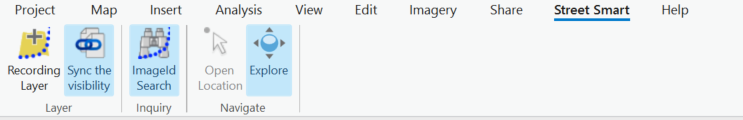 Project Map Insert Analysis View Edit Imagery Share Street Smart Help
Recording Sync the ImageId Open Explore
Layer visibility Search Location
Layer Inquiry Navigate